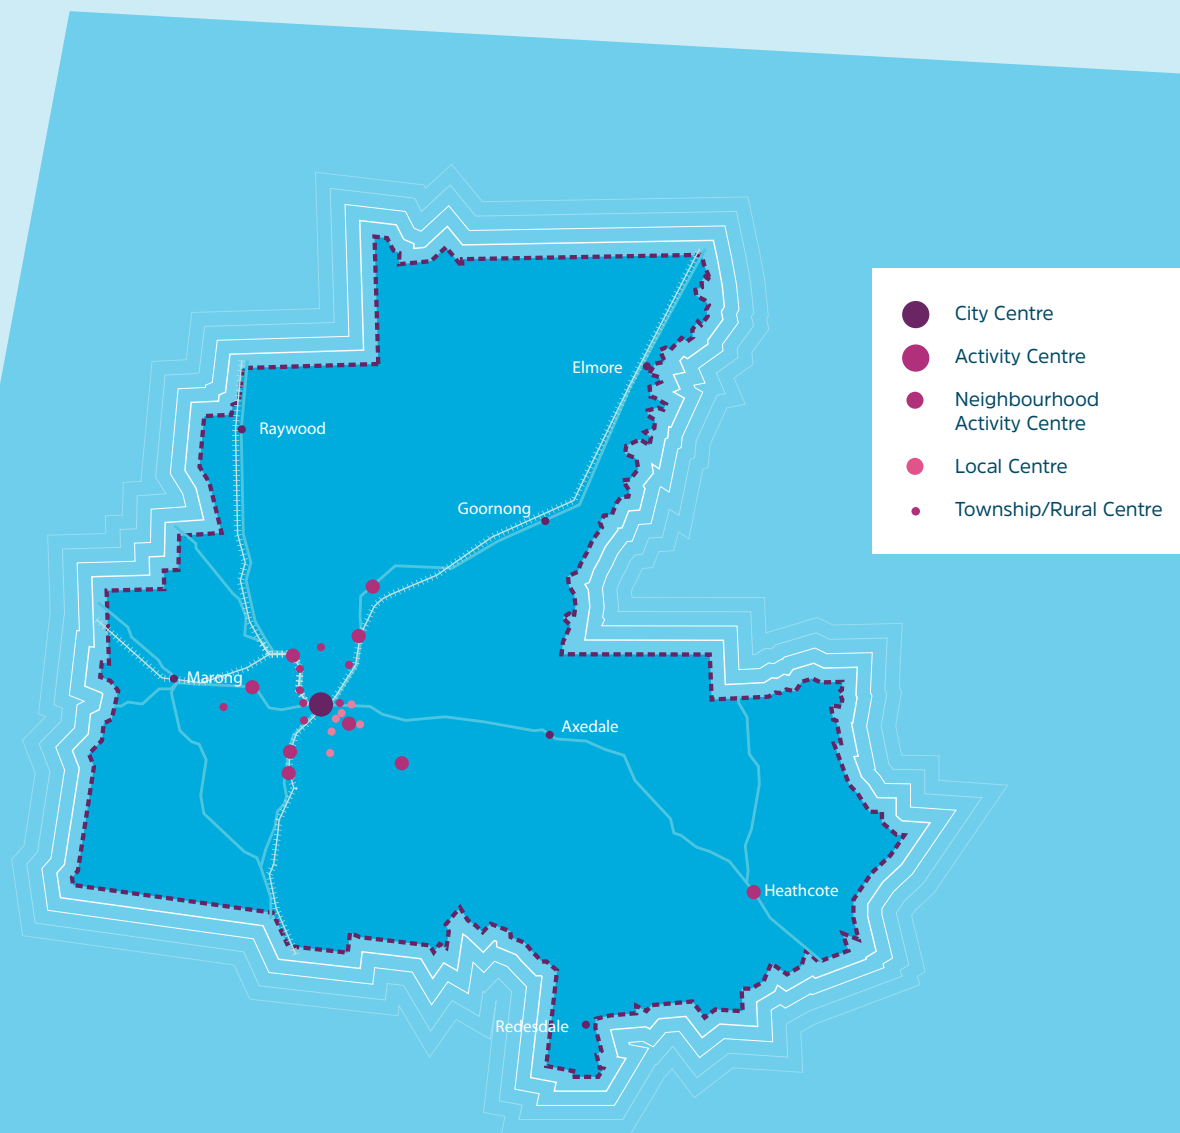 City Centre
Activity Centre
Neighbourhood
Activity Centre
Local Centre
Township/Rural Centre
Elmore
Raywood
Goornong
Marong
Axedale
Heathcote
Redesdale